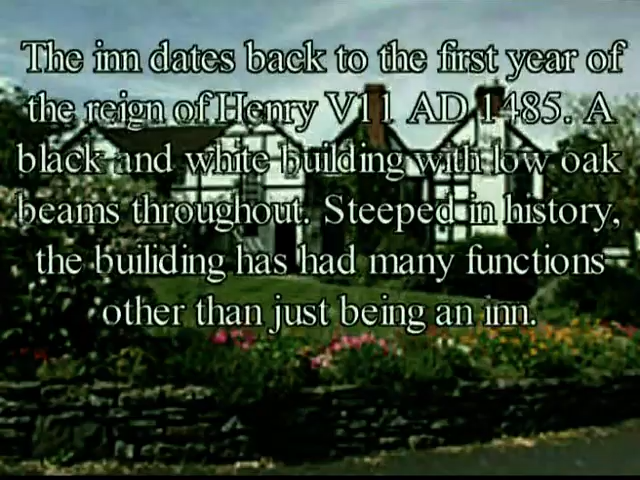 The inn dates back to the first year of
the reign of Henry V11 AD 1485. A
black and white building with low oak
beams throughout. Steeped in history,
the builiding has had many functions
other than just being an inn.